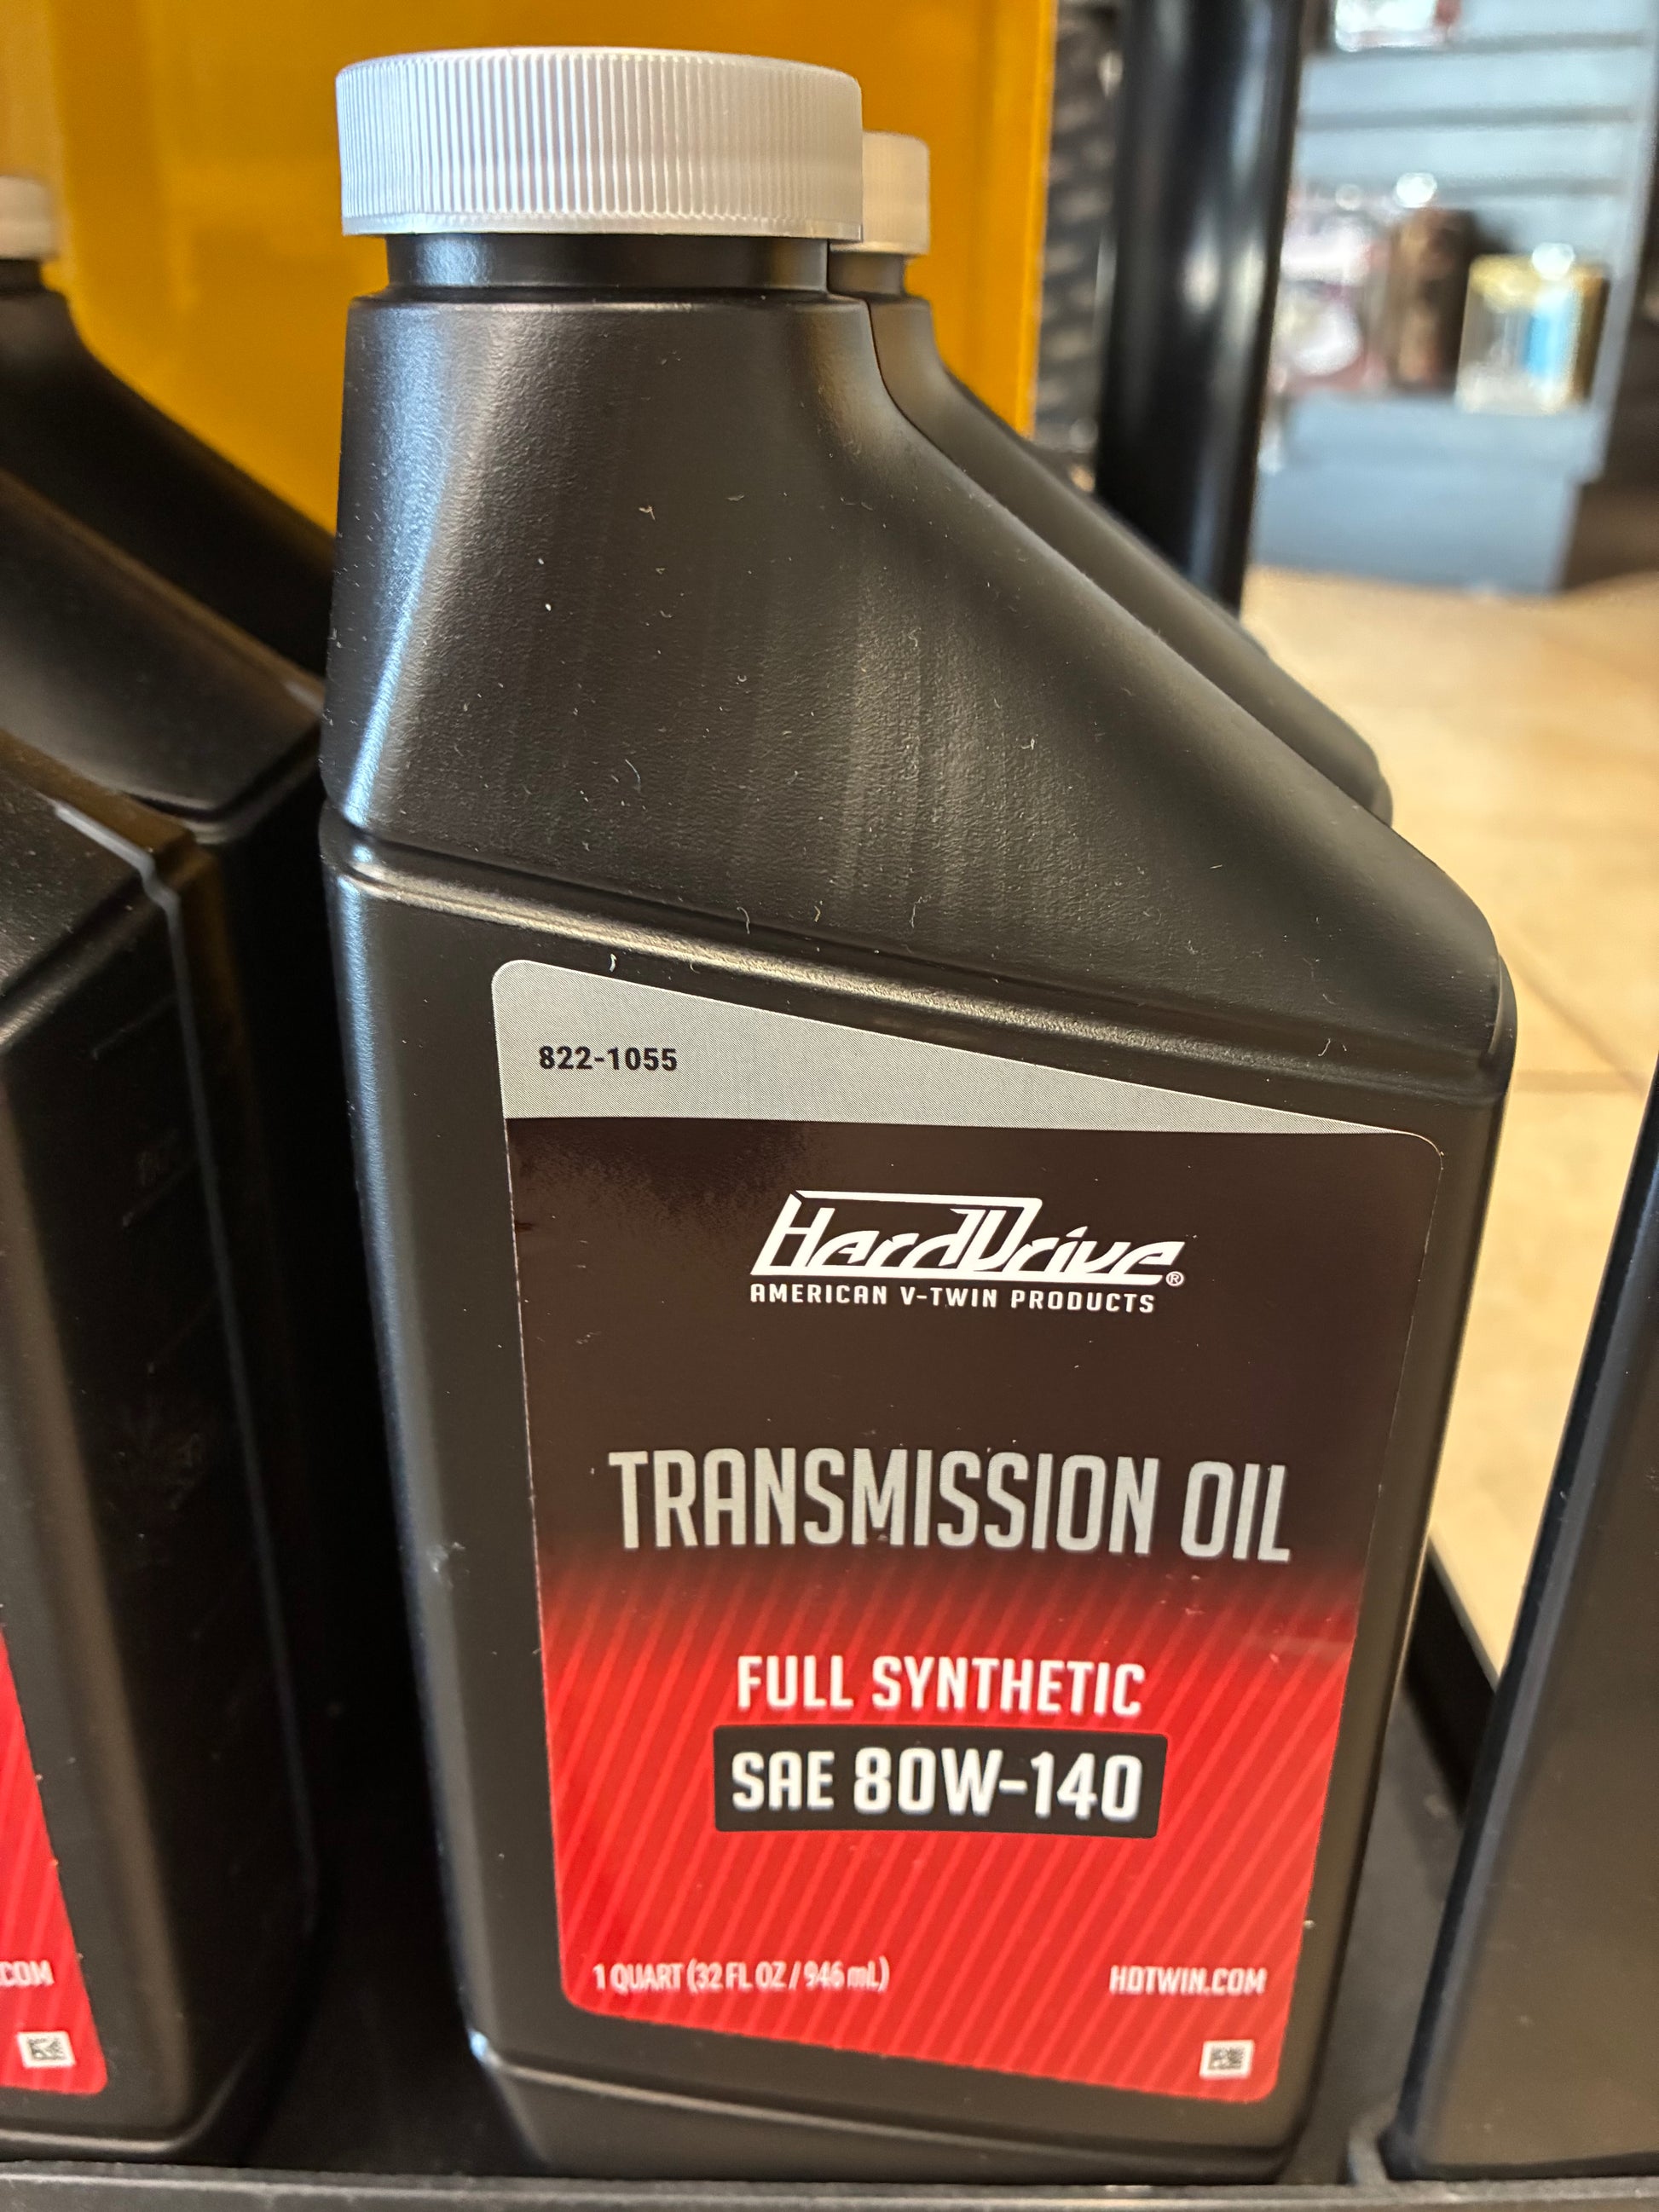 822-1055
HardDrive®
AMERICAN V-TWIN PRODUCTS
TRANSMISSION OIL
FULL SYNTHETIC
SAE 80W-140
1 QUART (32 FL OZ / 946 mL)
HDTWIN.COM
.COM